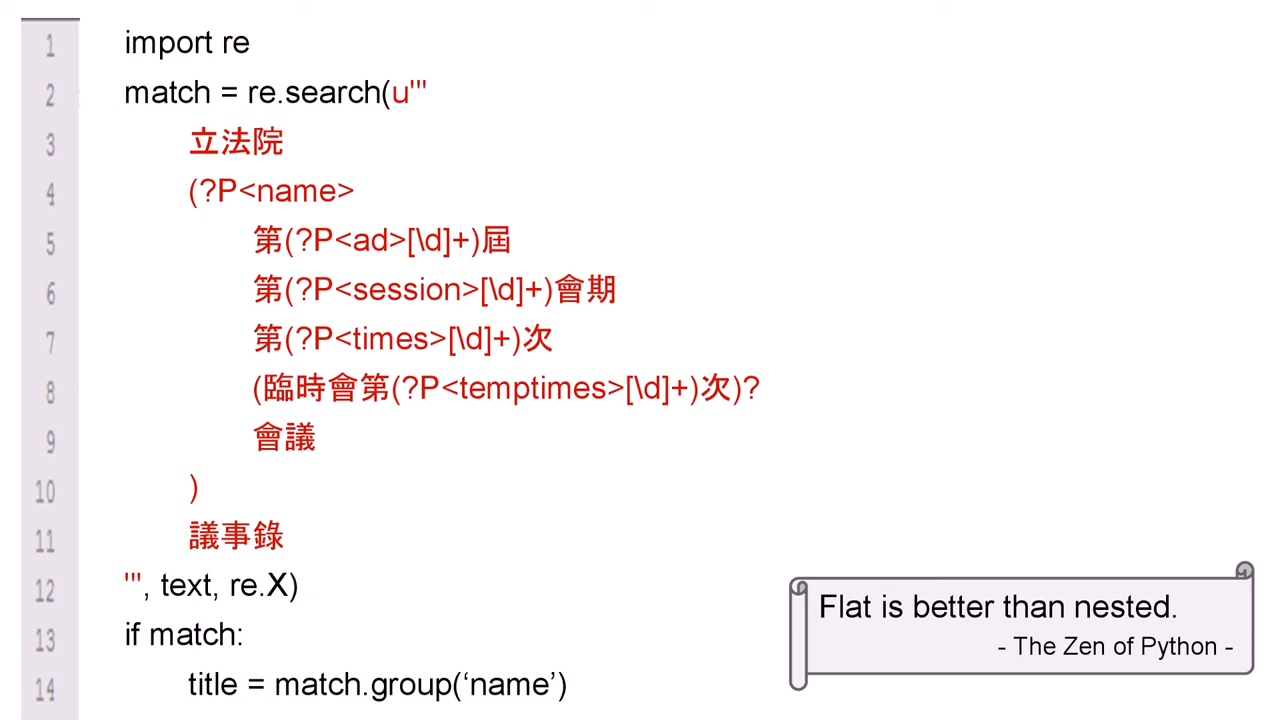 1 import re
2 match = re.search(u'''
3 立法院
4 (?P<name>
5 第(?P<ad>[\d]+)屆
6 第(?P<session>[\d]+)會期
7 第(?P<times>[\d]+)次
8 (臨時會第(?P<temptimes>[\d]+)次)?
9 會議
10 )
11 議事錄
12 ''', text, re.X)
13 if match:
14 title = match.group(‘name’)
Flat is better than nested.
- The Zen of Python -